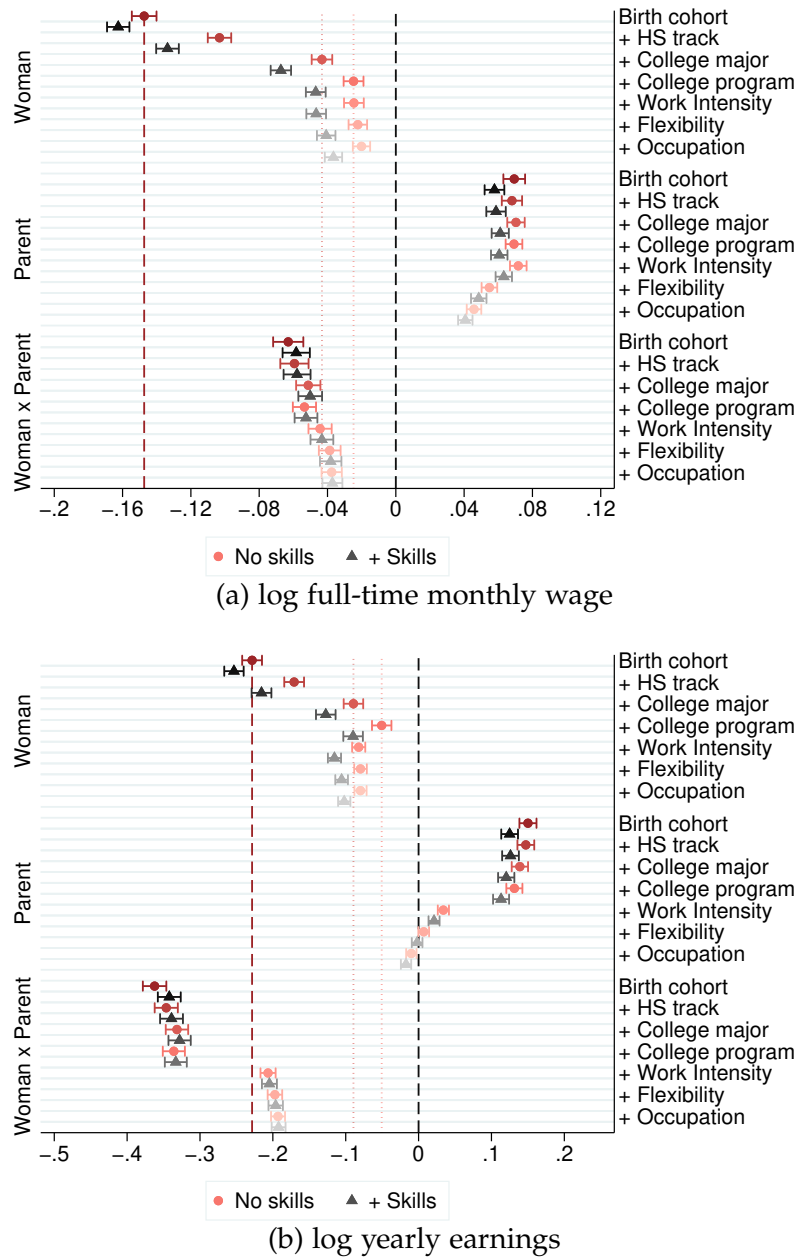 Woman
Birth cohort
+ HS track
+ College major
+ College program
+ Work Intensity
+ Flexibility
+ Occupation
Parent
Birth cohort
+ HS track
+ College major
+ College program
+ Work Intensity
+ Flexibility
+ Occupation
Woman x Parent
Birth cohort
+ HS track
+ College major
+ College program
+ Work Intensity
+ Flexibility
+ Occupation
−.2 −.16 −.12 −.08 −.04 0 .04 .08 .12
No skills + Skills
(a) log full-time monthly wage
Woman
Birth cohort
+ HS track
+ College major
+ College program
+ Work Intensity
+ Flexibility
+ Occupation
Parent
Birth cohort
+ HS track
+ College major
+ College program
+ Work Intensity
+ Flexibility
+ Occupation
Woman x Parent
Birth cohort
+ HS track
+ College major
+ College program
+ Work Intensity
+ Flexibility
+ Occupation
−.5 −.4 −.3 −.2 −.1 0 .1 .2
No skills + Skills
(b) log yearly earnings